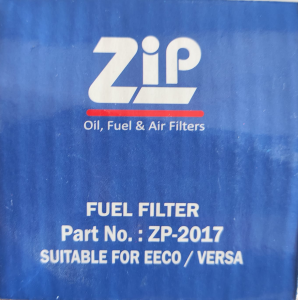 ZiP
Oil, Fuel & Air Filters
FUEL FILTER
Part No. : ZP-2017
SUITABLE FOR EECO / VERSA